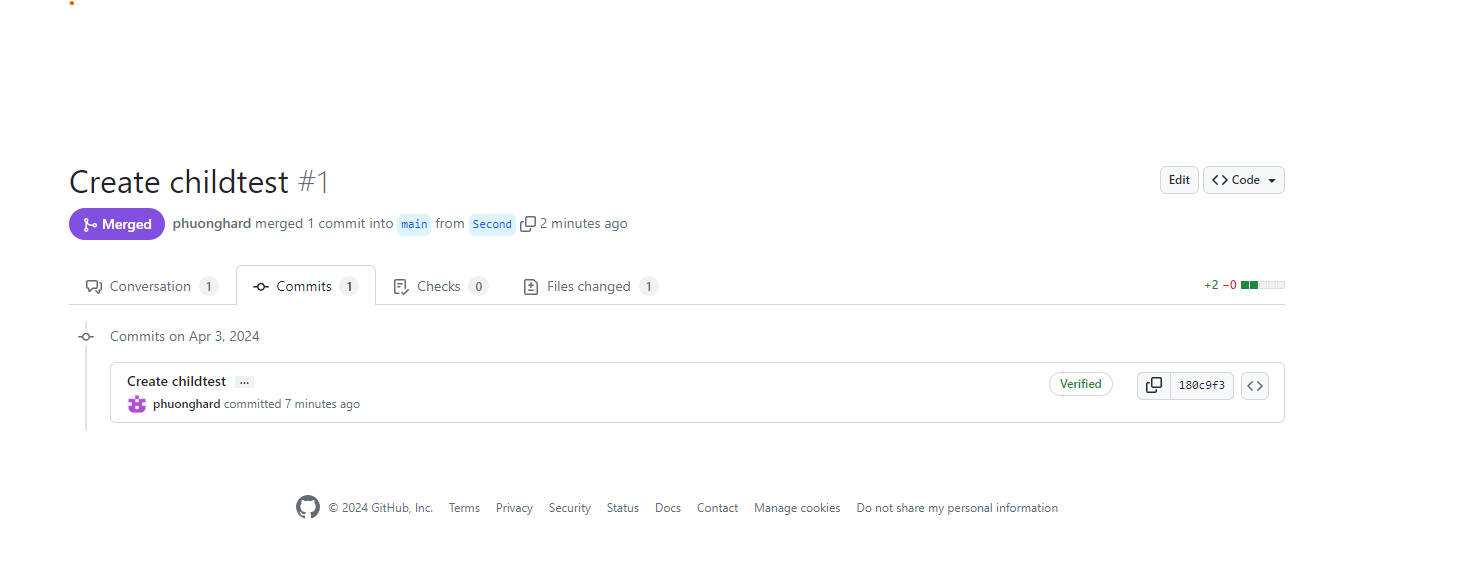 Create childtest #1
Edit
Code
Merged
phuonghard merged 1 commit into main from Second 2 minutes ago
Conversation 1
Commits 1
Checks 0
Files changed 1
+2 −0
Commits on Apr 3, 2024
Create childtest ...
Verified
180c9f3
phuonghard committed 7 minutes ago
© 2024 GitHub, Inc. Terms Privacy Security Status Docs Contact Manage cookies Do not share my personal information